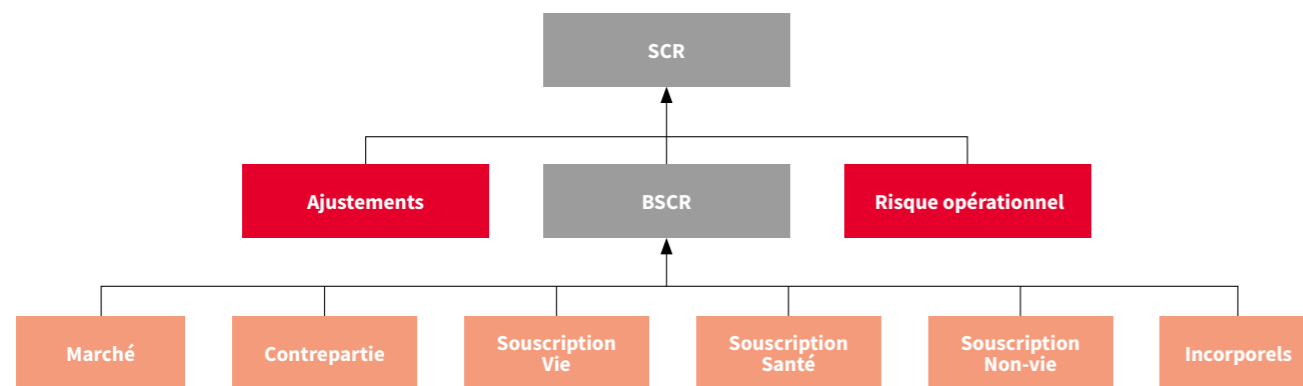 SCR
Ajustements
BSCR
Risque opérationnel
Marché
Contrepartie
Souscription
Vie
Souscription
Santé
Souscription
Non-vie
Incorporels